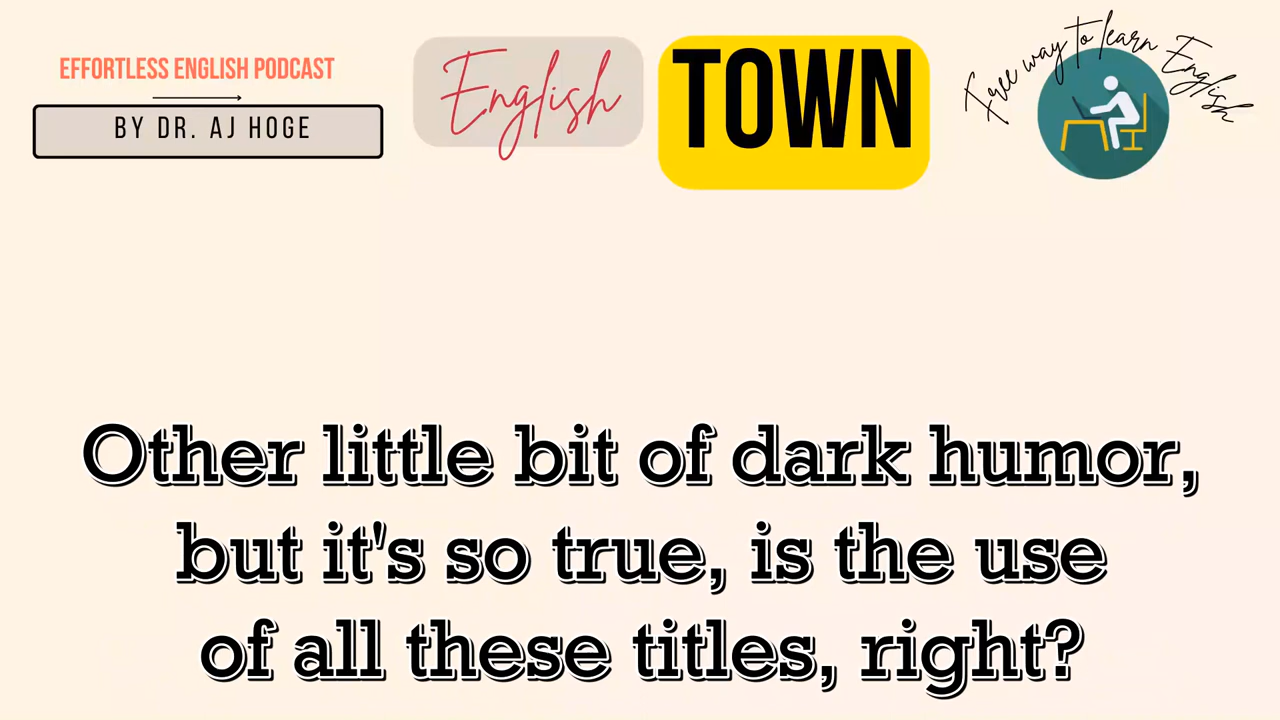 EFFORTLESS ENGLISH PODCAST
BY DR. AJ HOGE
English
TOWN
Free way to learn English
Other little bit of dark humor,
but it's so true, is the use
of all these titles, right?